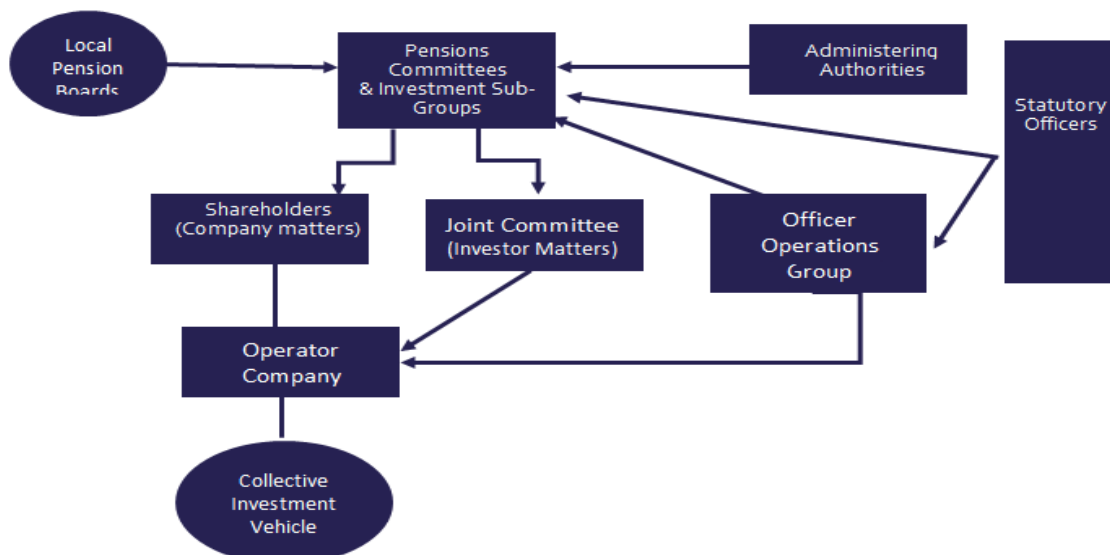 Local
Pension
Boards
Pensions
Committees
& Investment Sub-
Groups
Administering
Authorities
Statutory
Officers
Shareholders
(Company matters)
Joint Committee
(Investor Matters)
Officer
Operations
Group
Operator
Company
Collective
Investment
Vehicle